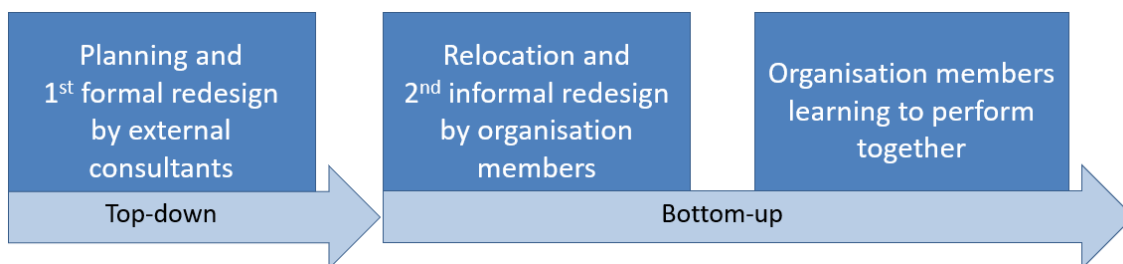 Planning and
1st formal redesign
by external
consultants
Relocation and
2nd informal redesign
by organisation
members
Organisation members
learning to perform
together
Top-down
Bottom-up